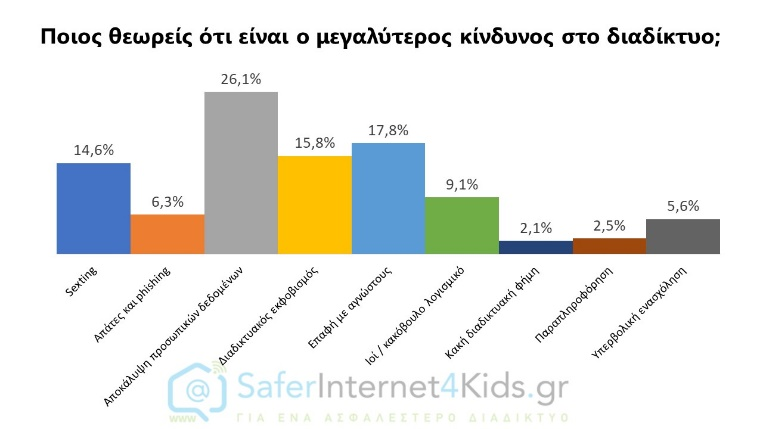 Ποιος θεωρείς ότι είναι ο μεγαλύτερος κίνδυνος στο διαδίκτυο;
14,6%
6,3%
26,1%
15,8%
17,8%
9,1%
2,1%
2,5%
5,6%
Sexting
Απάτες και phishing
Αποκάλυψη προσωπικών δεδομένων
Διαδικτυακός εκφοβισμός
Επαφή με αγνώστους
Ιοί / κακόβουλο λογισμικό
Κακή διαδικτυακή φήμη
Παραπληροφόρηση
Υπερβολική ενασχόληση
@ SaferInternet4Kids.gr
www ΓΙΑ ΕΝΑ ΑΣΦΑΛΕΣΤΕΡΟ ΔΙΑΔΙΚΤΥΟ